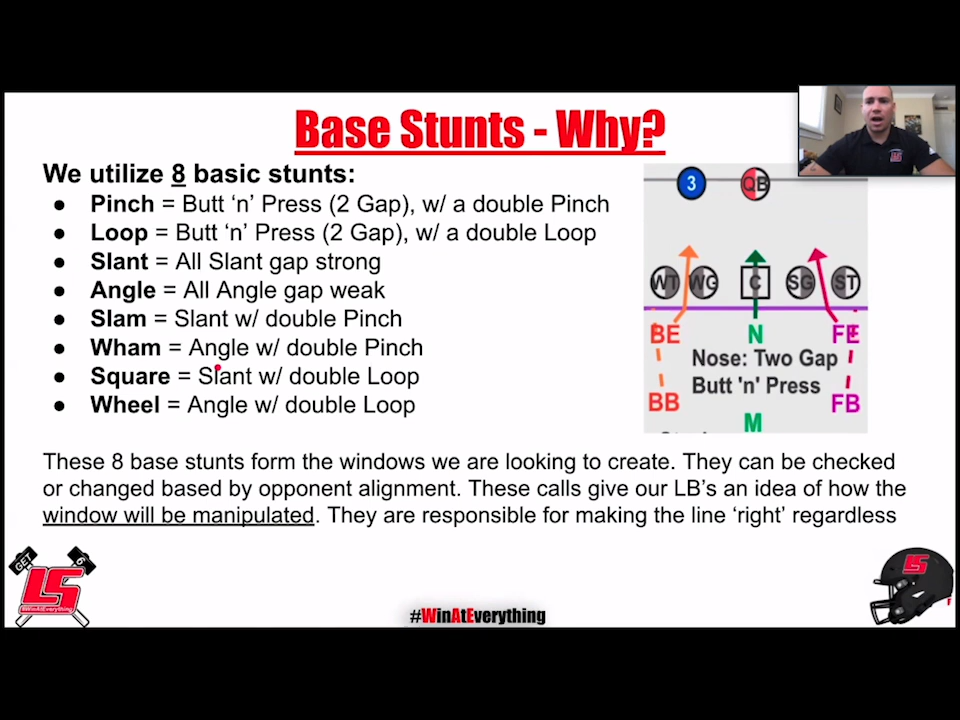 Base Stunts - Why?
We utilize 8 basic stunts:
● Pinch = Butt ‘n’ Press (2 Gap), w/ a double Pinch
● Loop = Butt ‘n’ Press (2 Gap), w/ a double Loop
● Slant = All Slant gap strong
● Angle = All Angle gap weak
● Slam = Slant w/ double Pinch
● Wham = Angle w/ double Pinch
● Square = Slant w/ double Loop
● Wheel = Angle w/ double Loop
3 QB
WT WG C SG ST
BE N FE
Nose: Two Gap
Butt 'n' Press
BB FB
M
These 8 base stunts form the windows we are looking to create. They can be checked
or changed based by opponent alignment. These calls give our LB’s an idea of how the
window will be manipulated. They are responsible for making the line ‘right’ regardless
GET 6
LS
#WinAtEverything
#WinAtEverything
LS